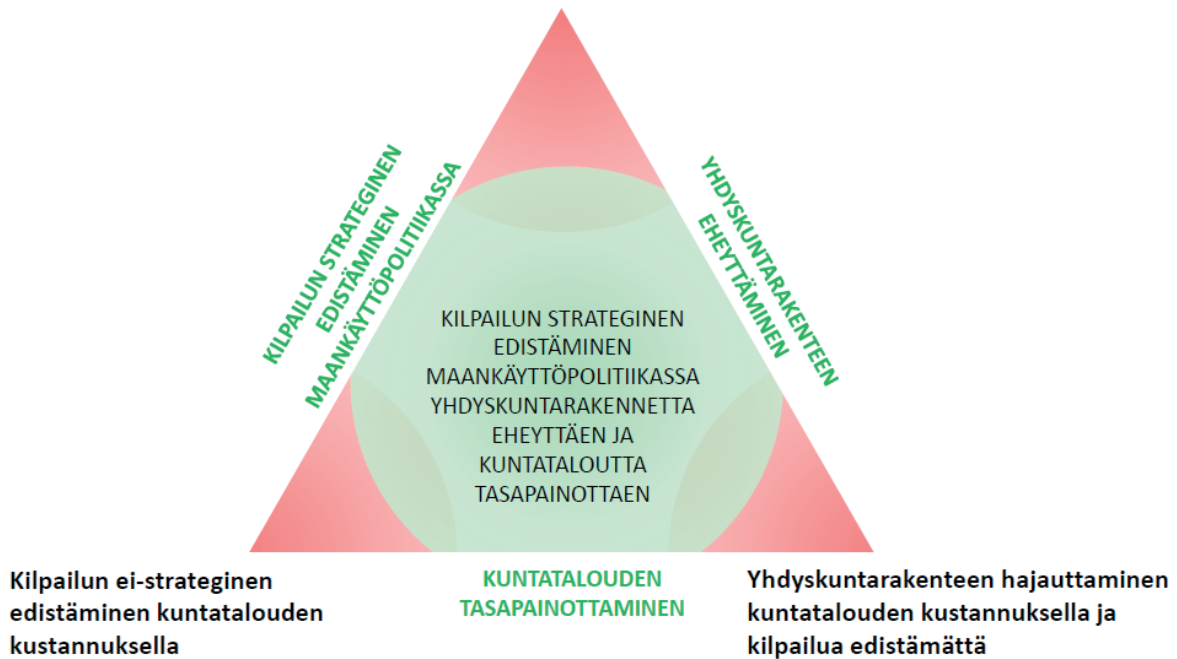 KILPAILUN STRATEGINEN
EDISTÄMINEN
MAANKÄYTTÖPOLITIIKASSA
YHDYSKUNTARAKENTEEN
EHEYTTÄMINEN
KILPAILUN STRATEGINEN
EDISTÄMINEN
MAANKÄYTTÖPOLITIIKASSA
YHDYSKUNTARAKENNETTA
EHEYTTÄEN JA
KUNTATALOUTTA
TASAPAINOTTAEN
Kilpailun ei-strateginen
edistäminen kuntatalouden
kustannuksella
KUNTATALOUDEN
TASAPAINOTTAMINEN
Yhdyskuntarakenteen hajauttaminen
kuntatalouden kustannuksella ja
kilpailua edistämättä